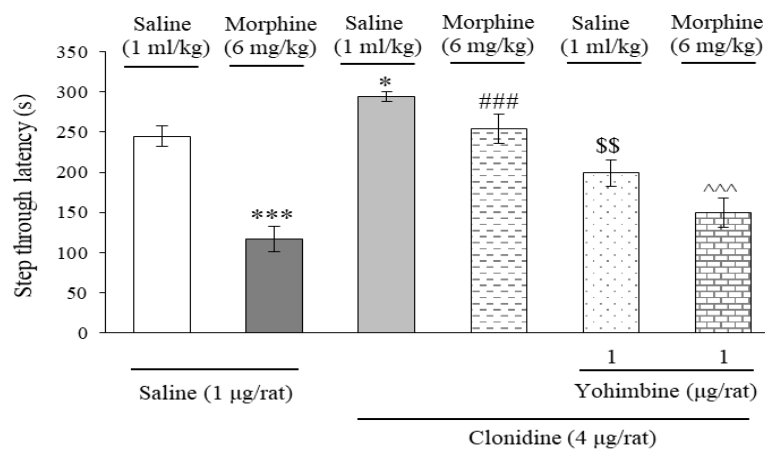 Saline Morphine Saline Morphine Saline Morphine
(1 ml/kg) (6 mg/kg) (1 ml/kg) (6 mg/kg) (1 ml/kg) (6 mg/kg)
Step through latency (s)
350
300
250
200
150
100
50
0
***
*
###
$$
^^^
1 1
Saline (1 µg/rat)
Yohimbine (µg/rat)
Clonidine (4 µg/rat)